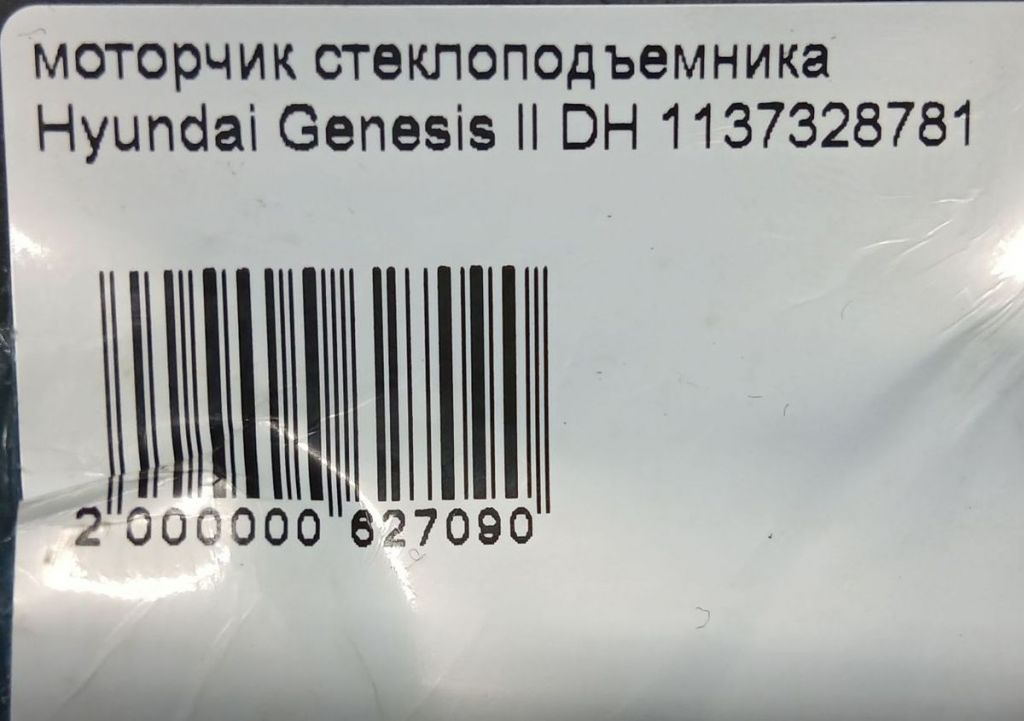 моторчик стеклоподъемника
Hyundai Genesis II DH 1137328781
2 000000 627090